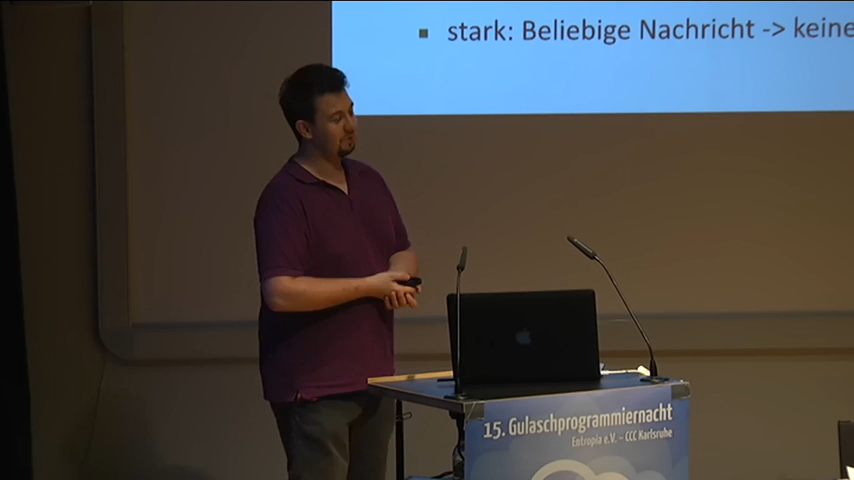 stark: Beliebige Nachricht -> keine
15. Gulaschprogrammiernacht
Entropia e.V. – CCC Karlsruhe